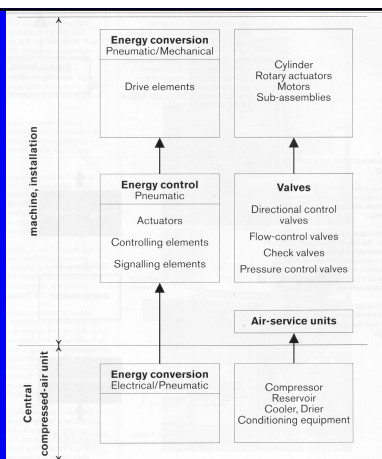 Energy conversion
Pneumatic/Mechanical
Drive elements
Cylinder
Rotary actuators
Motors
Sub-assemblies
machine, installation
Energy control
Pneumatic
Actuators
Controlling elements
Signalling elements
Valves
Directional control
valves
Flow-control valves
Check valves
Pressure control valves
Air-service units
Central
compressed-air unit
Energy conversion
Electrical/Pneumatic
Compressor
Reservoir
Cooler, Drier
Conditioning equipment